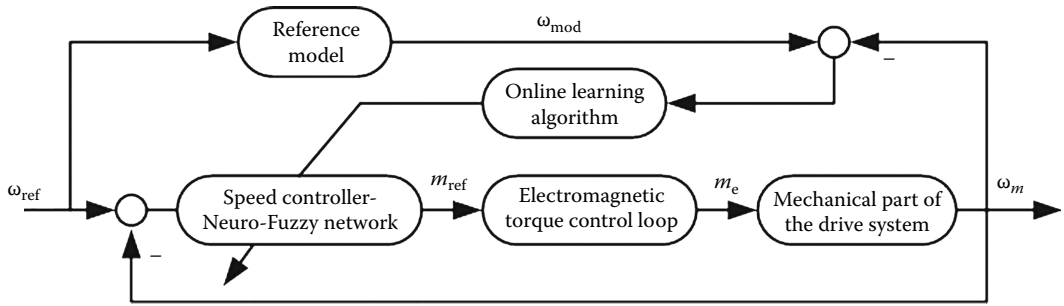 Reference
model
ω_mod
–
Online learning
algorithm
ω_ref
Speed controller-
Neuro-Fuzzy network
m_ref
Electromagnetic
torque control loop
m_e
Mechanical part of
the drive system
ω_m
–